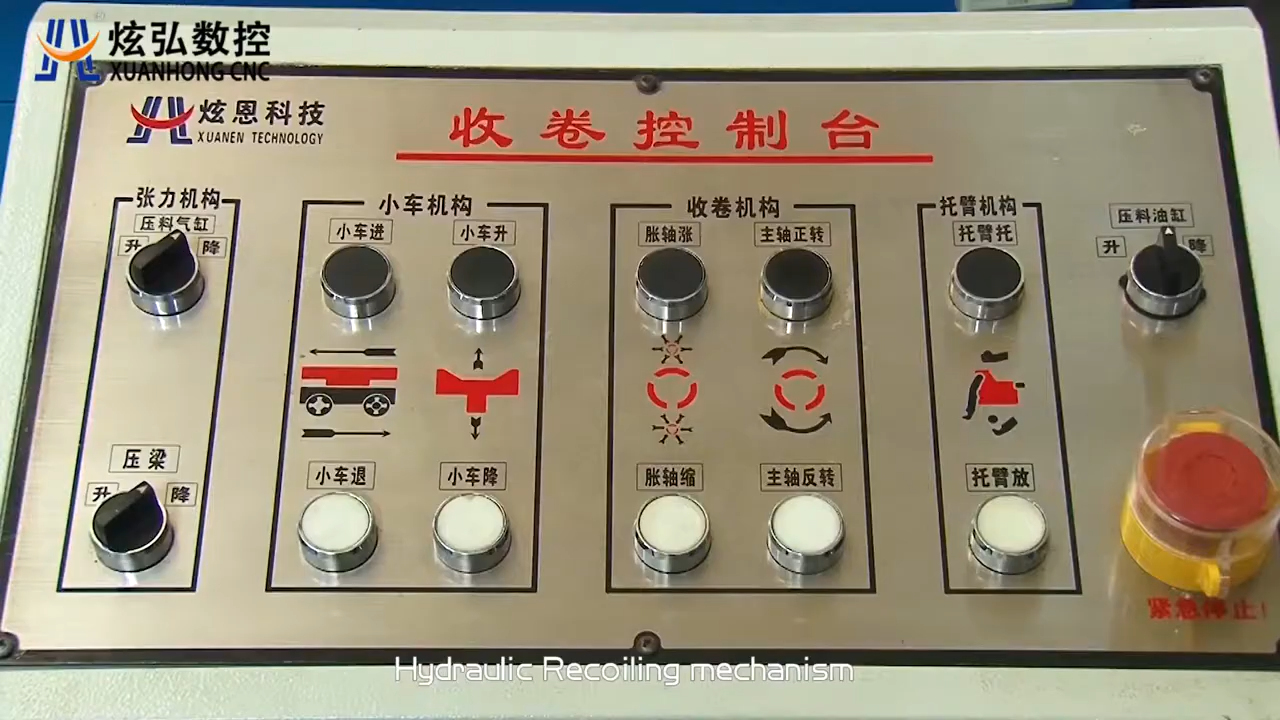 炫弘数控
XUANHONG CNC
炫恩科技
XUANEN TECHNOLOGY
收卷控制台
张力机构
压料气缸
升 降
压梁
升 降
小车机构
小车进 小车升
小车退 小车降
收卷机构
胀轴涨 主轴正转
胀轴缩 主轴反转
托臂机构
托臂托
托臂放
压料油缸
升 降
紧急停止!
Hydraulic Recoiling mechanism